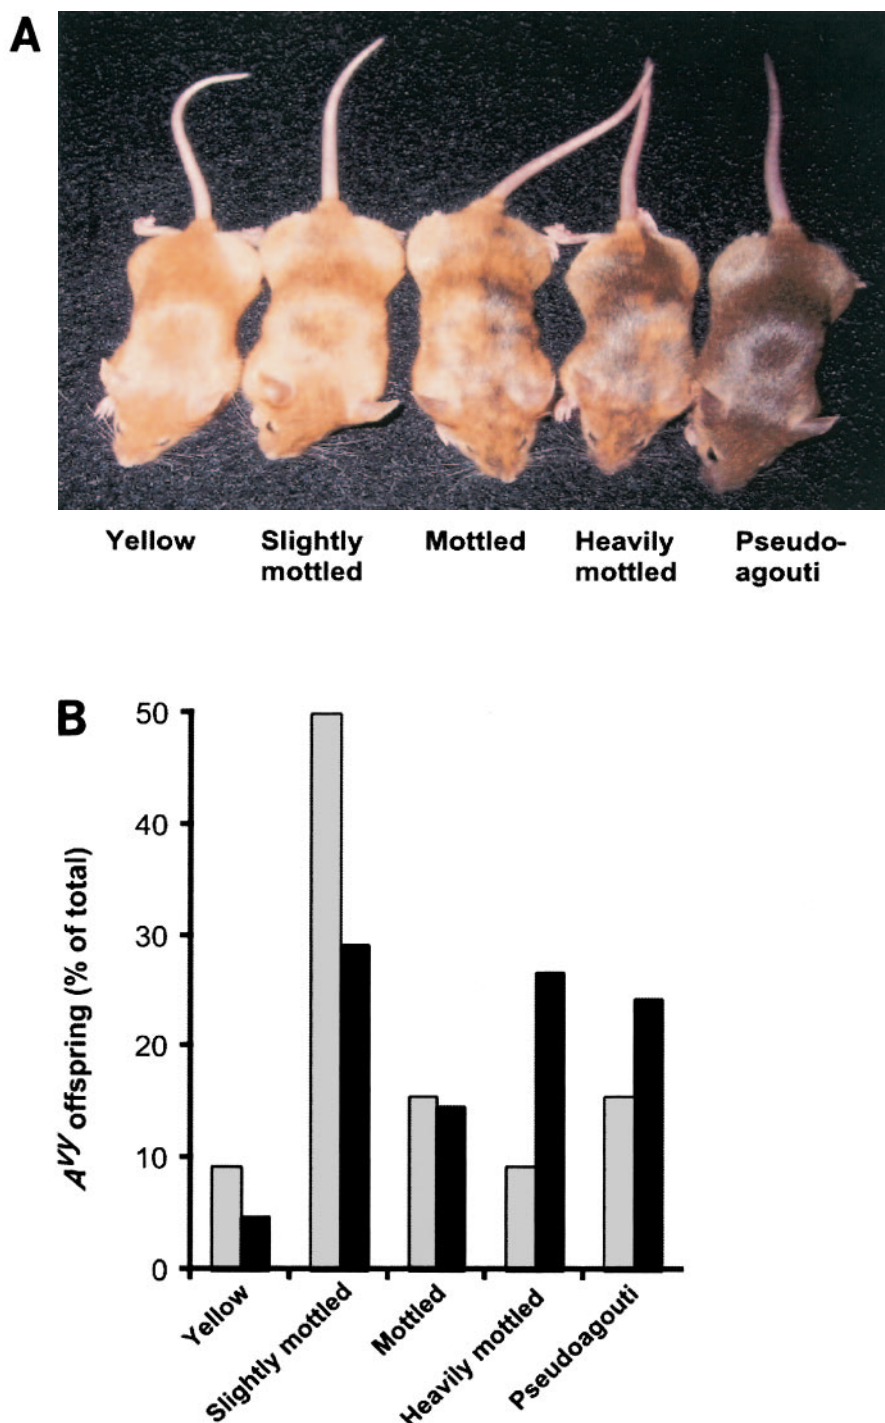 A
Yellow
Slightly
mottled
Mottled
Heavily
mottled
Pseudo-
agouti
B
50
40
30
20
10
0
A^vy offspring (% of total)
Yellow
Slightly mottled
Mottled
Heavily mottled
Pseudoagouti